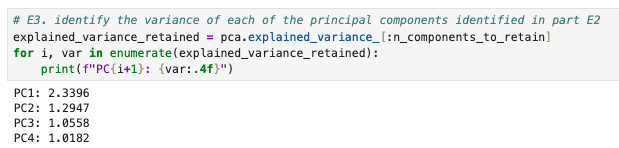 # E3. identify the variance of each of the principal components identified in part E2
explained_variance_retained = pca.explained_variance_[:n_components_to_retain]
for i, var in enumerate(explained_variance_retained):
    print(f"PC{i+1}: {var:.4f}")
PC1: 2.3396
PC2: 1.2947
PC3: 1.0558
PC4: 1.0182